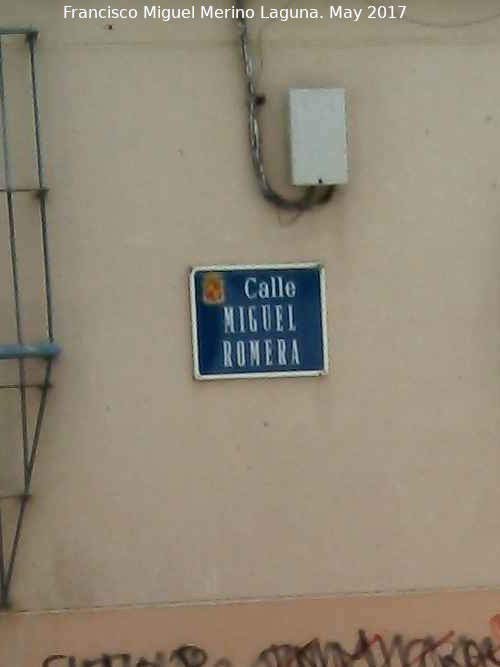 Francisco Miguel Merino Laguna. May 2017
Calle
MIGUEL
ROMERA